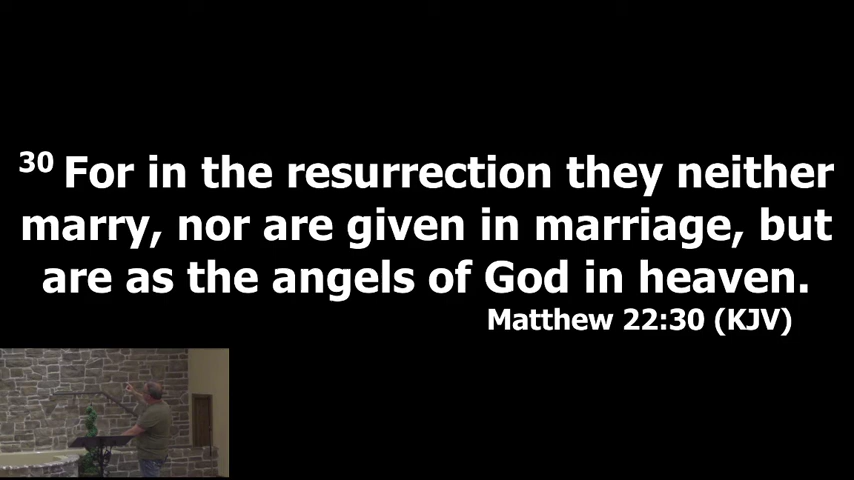 30 For in the resurrection they neither
marry, nor are given in marriage, but
are as the angels of God in heaven.
Matthew 22:30 (KJV)